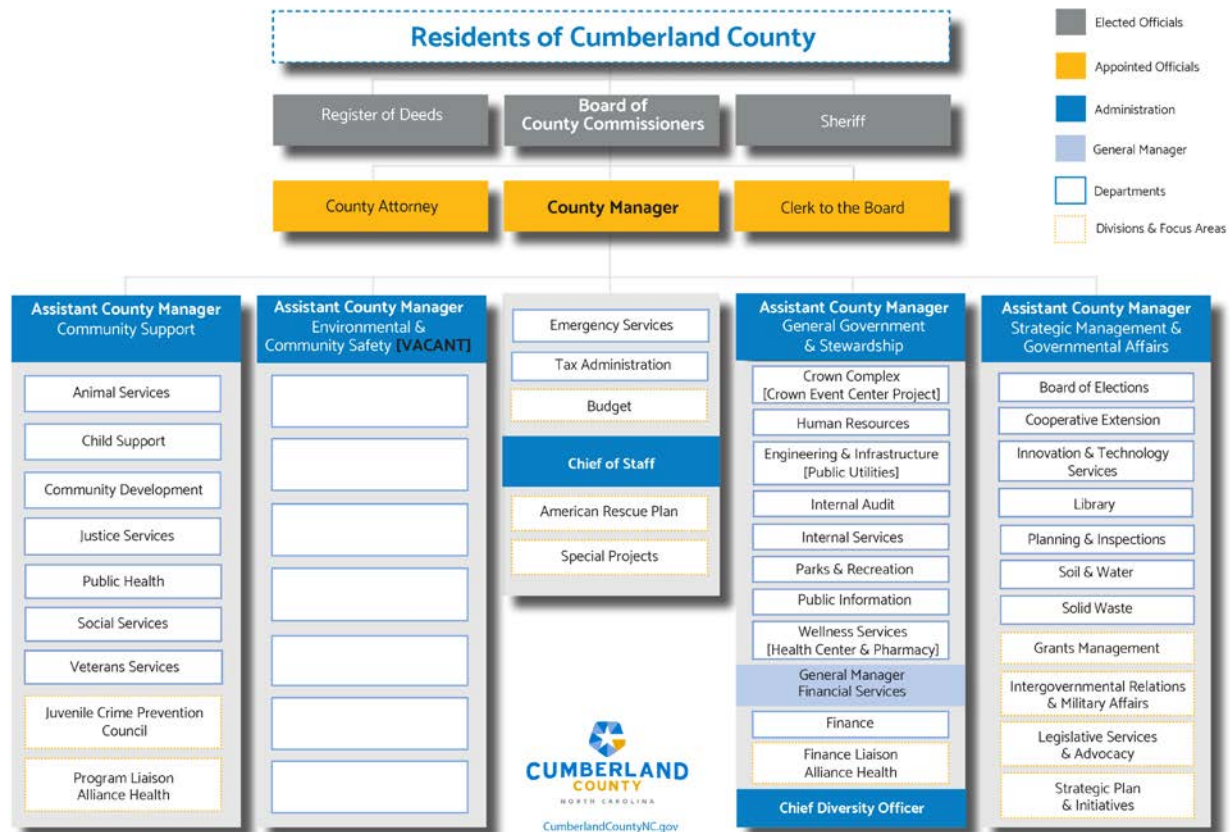 Residents of Cumberland County
Elected Officials
Appointed Officials
Administration
General Manager
Departments
Divisions & Focus Areas
Register of Deeds
Board of
County Commissioners
Sheriff
County Attorney
County Manager
Clerk to the Board
Assistant County Manager
Community Support
Animal Services
Child Support
Community Development
Justice Services
Public Health
Social Services
Veterans Services
Juvenile Crime Prevention
Council
Program Liaison
Alliance Health
Assistant County Manager
Environmental &
Community Safety [VACANT]
Emergency Services
Tax Administration
Budget
Chief of Staff
American Rescue Plan
Special Projects
Assistant County Manager
General Government
& Stewardship
Crown Complex
[Crown Event Center Project]
Human Resources
Engineering & Infrastructure
[Public Utilities]
Internal Audit
Internal Services
Parks & Recreation
Public Information
Wellness Services
[Health Center & Pharmacy]
General Manager
Financial Services
Finance
Finance Liaison
Alliance Health
Chief Diversity Officer
Assistant County Manager
Strategic Management &
Governmental Affairs
Board of Elections
Cooperative Extension
Innovation & Technology
Services
Library
Planning & Inspections
Soil & Water
Solid Waste
Grants Management
Intergovernmental Relations
& Military Affairs
Legislative Services
& Advocacy
Strategic Plan
& Initiatives
CUMBERLAND
COUNTY
NORTH CAROLINA
CumberlandCountyNC.gov